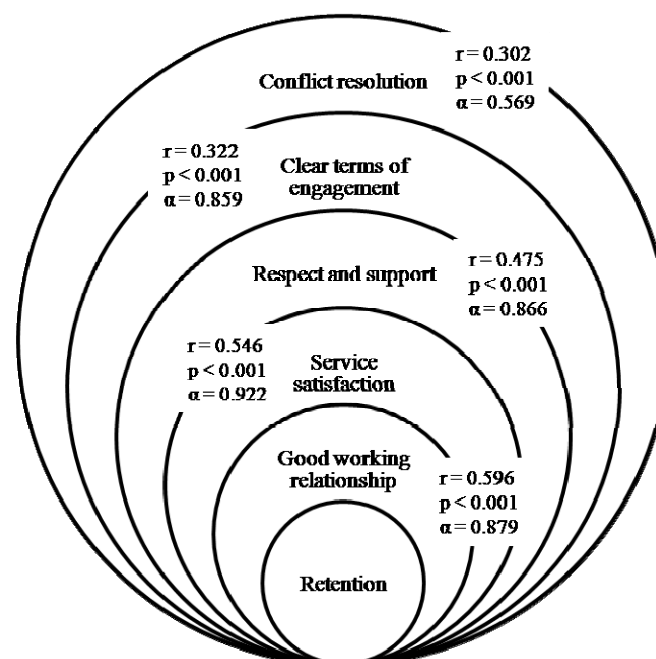 r = 0.302
p < 0.001
α = 0.569
Conflict resolution
r = 0.322
p < 0.001
α = 0.859
Clear terms of
engagement
r = 0.475
p < 0.001
α = 0.866
Respect and support
r = 0.546
p < 0.001
α = 0.922
Service
satisfaction
Good working
relationship
r = 0.596
p < 0.001
α = 0.879
Retention